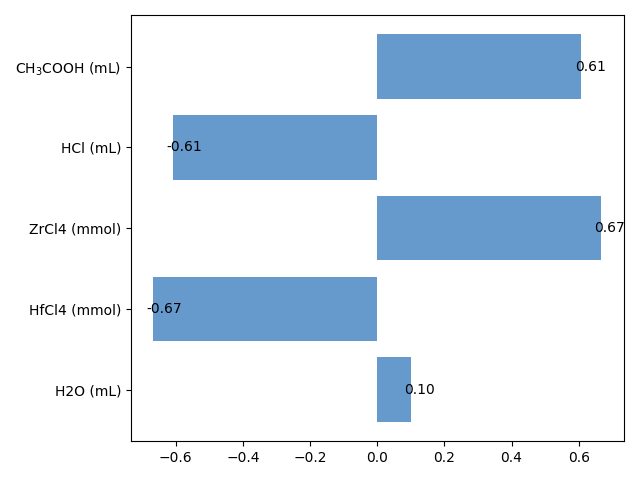 CH₃COOH (mL) 0.61
HCl (mL) -0.61
ZrCl4 (mmol) 0.67
HfCl4 (mmol) -0.67
H2O (mL) 0.10
−0.6 −0.4 −0.2 0.0 0.2 0.4 0.6